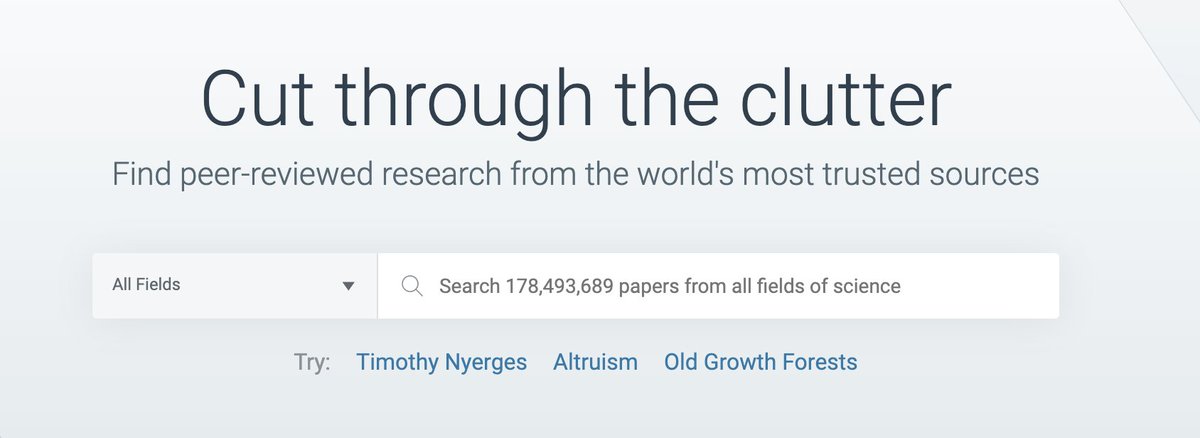 Cut through the clutter
Find peer-reviewed research from the world's most trusted sources
All Fields
Search 178,493,689 papers from all fields of science
Try: Timothy Nyerges Altruism Old Growth Forests